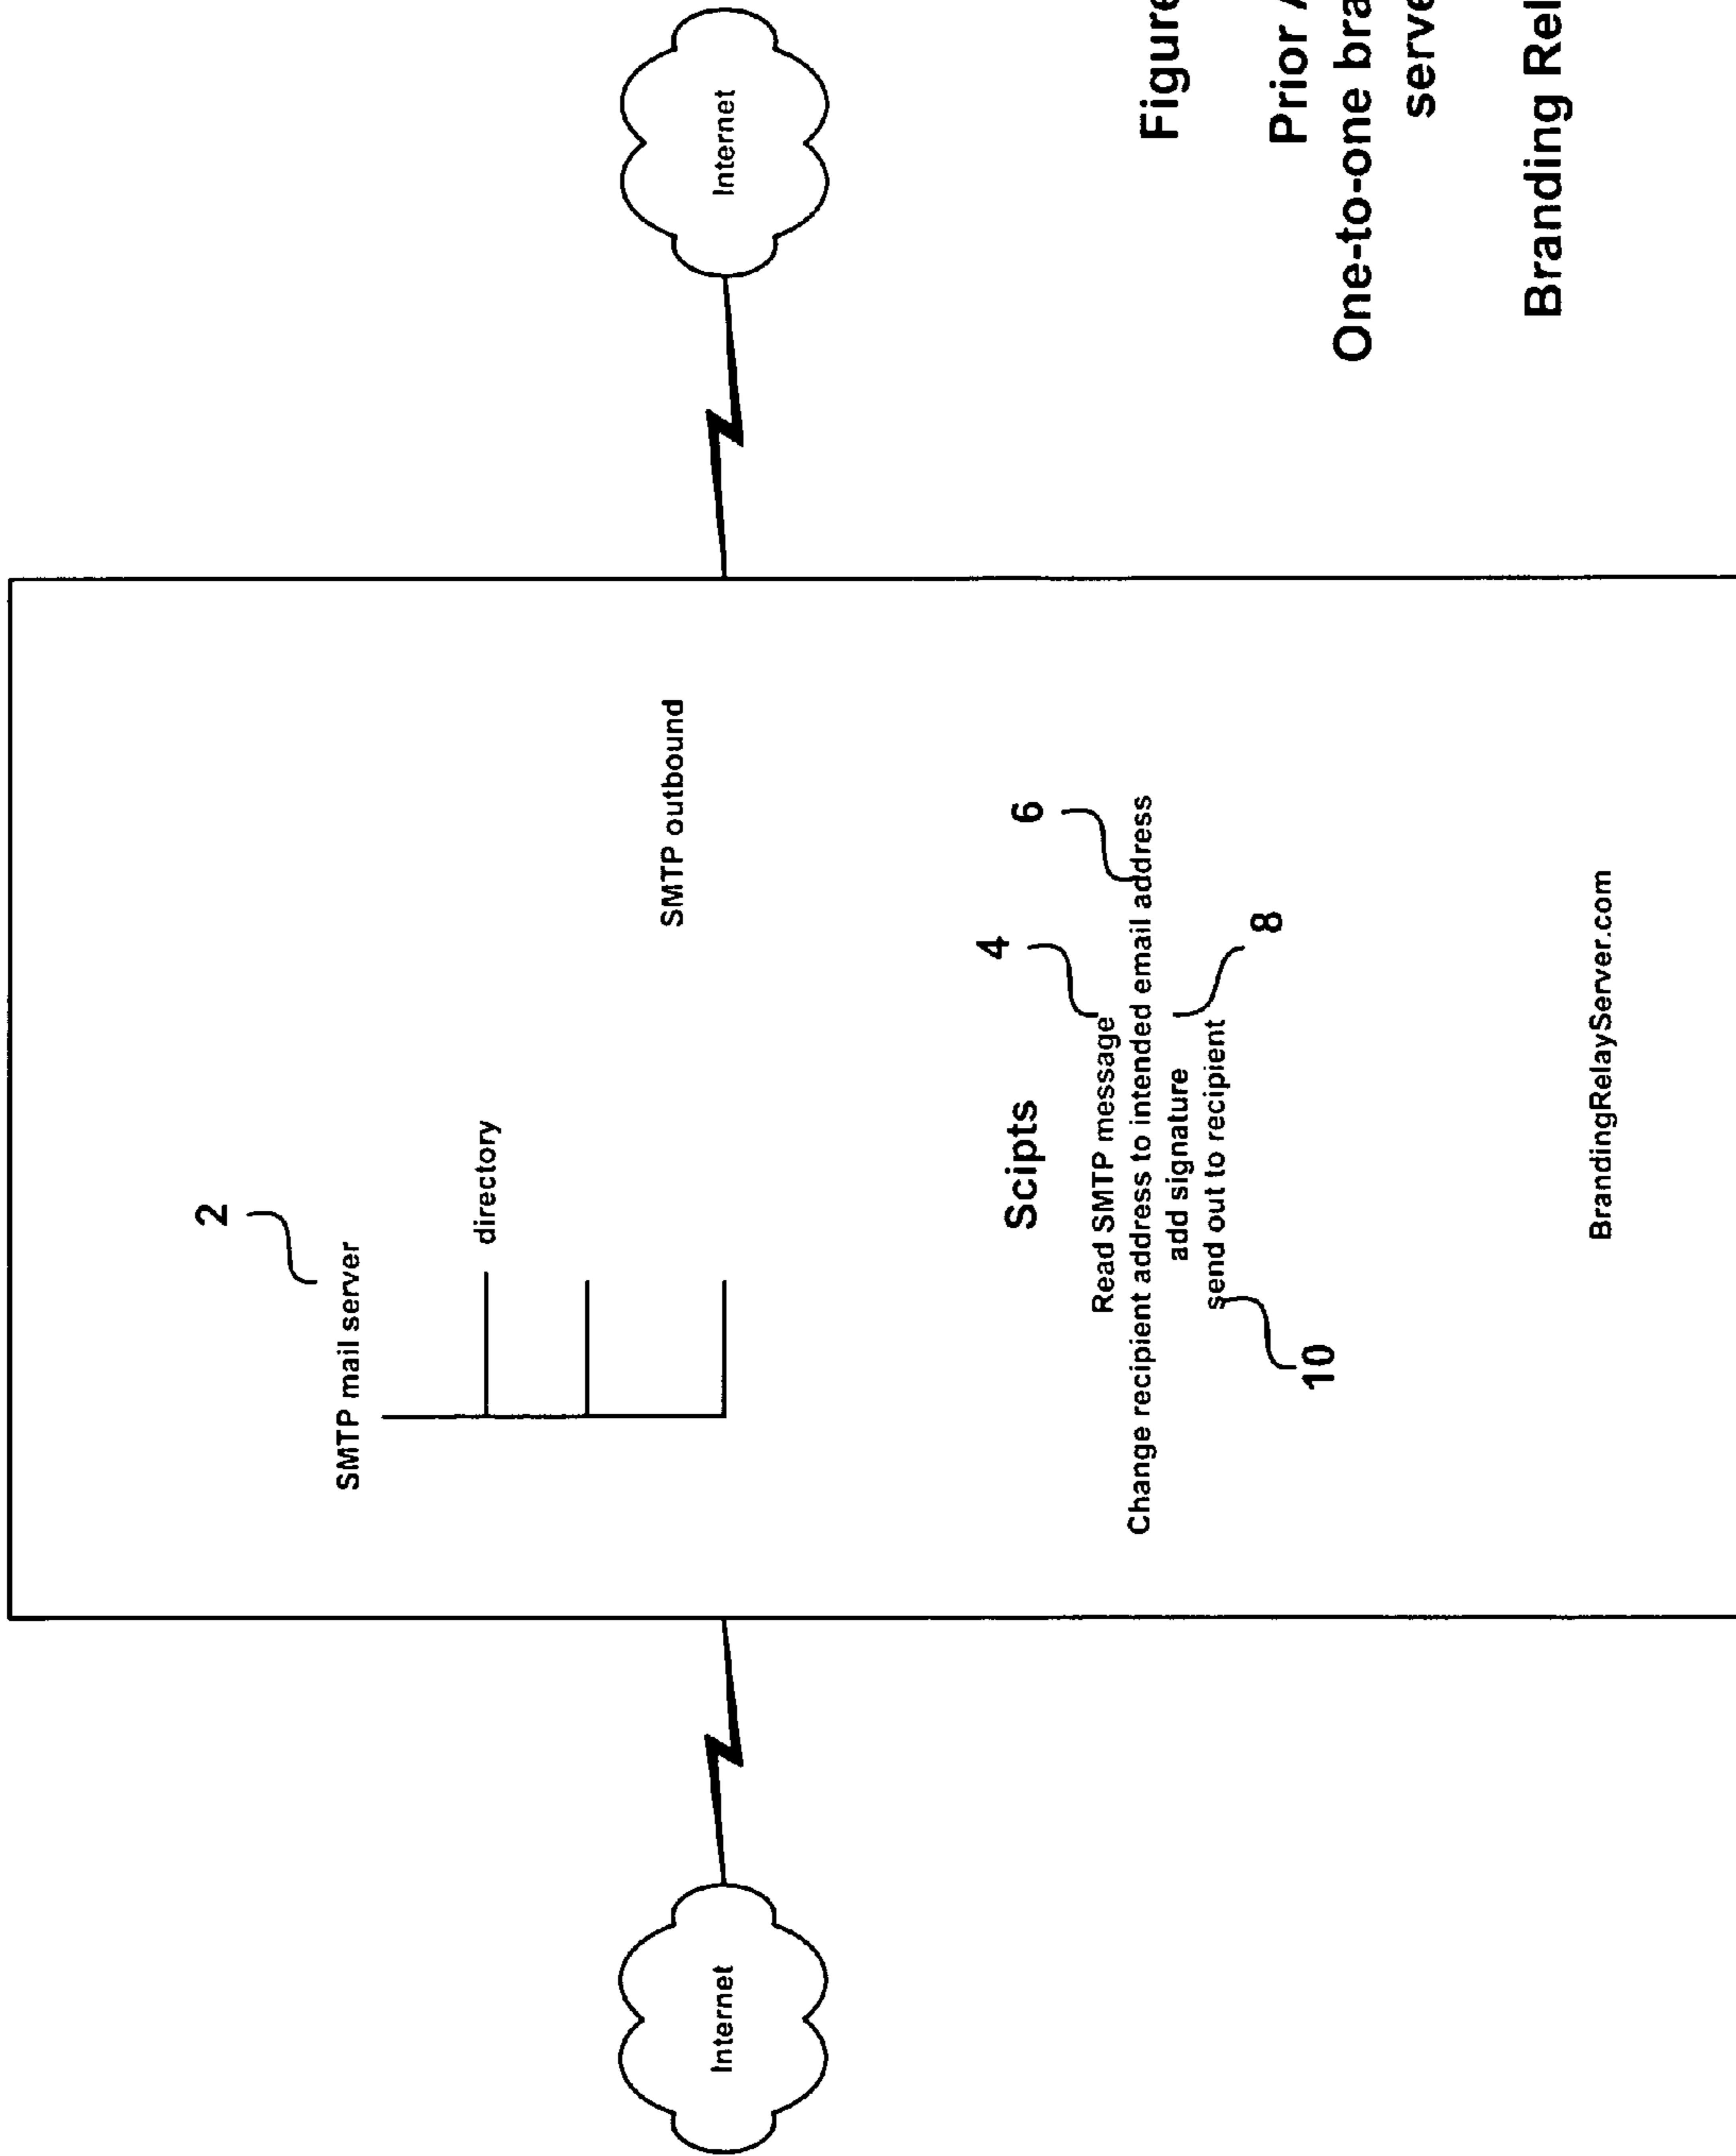 2
SMTP mail server
directory
SMTP outbound
Internet
Internet
Scipts
4
6
Read SMTP message
Change recipient address to intended email address
add signature
8
send out to recipient
10
BrandingRelayServer.com
Figure
Prior
One-to-one bra
serve
Branding Rel